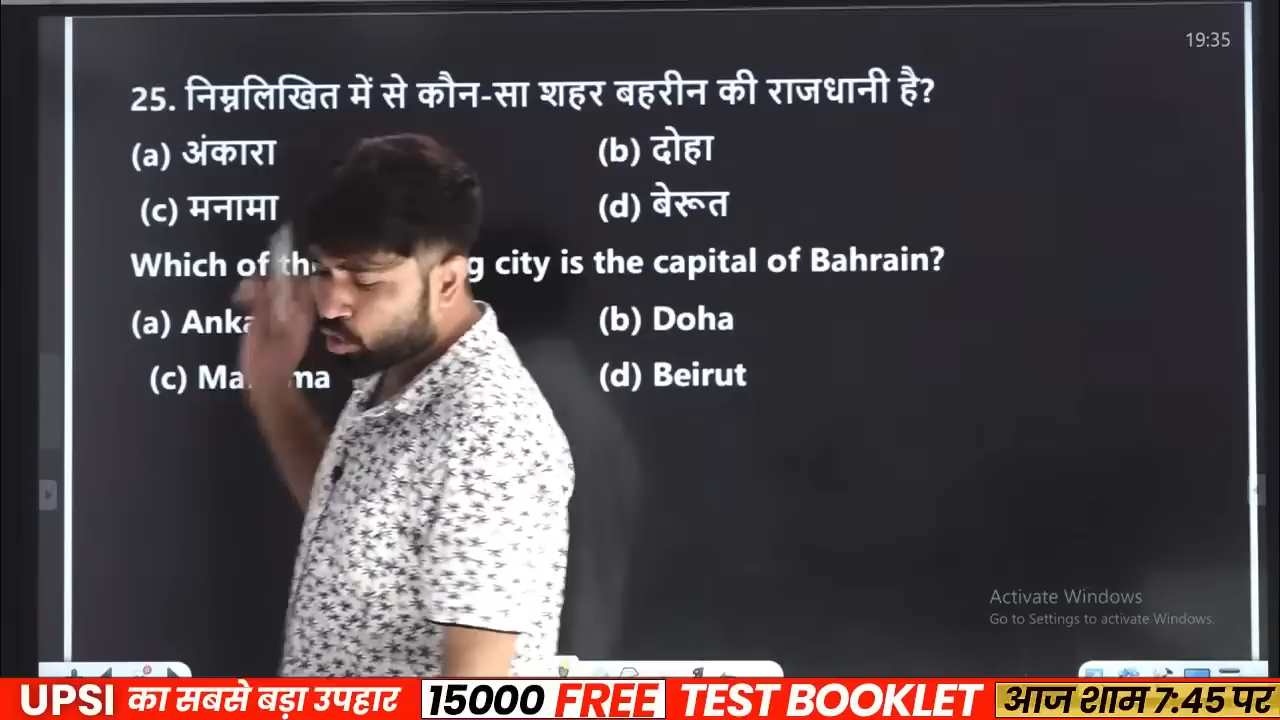 19:35
25. निम्नलिखित में से कौन-सा शहर बहरीन की राजधानी है?
(a) अंकारा (b) दोहा
(c) मनामा (d) बेरूत
Which of city is the capital of Bahrain?
(a) (b) Doha
(c) (d) Beirut
Activate Windows
Go to Settings to activate Windows.
UPSI का सबसे बड़ा उपहार 15000 FREE TEST BOOKLET आज शाम 7:45 पर